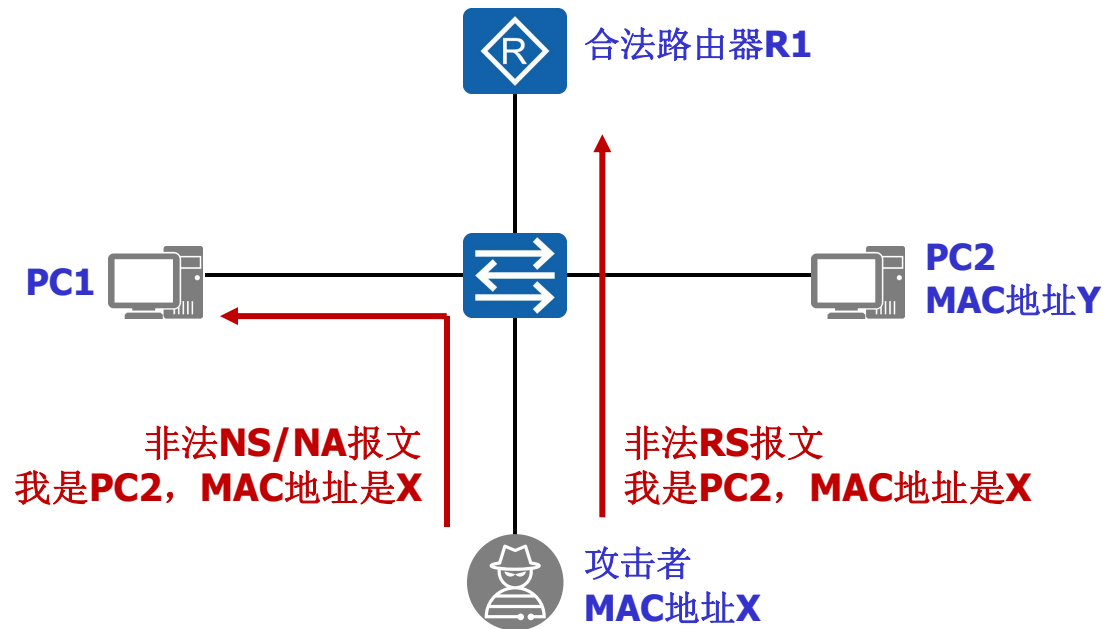 R
合法路由器R1
PC1
PC2
MAC地址Y
非法NS/NA报文
我是PC2，MAC地址是X
非法RS报文
我是PC2，MAC地址是X
攻击者
MAC地址X